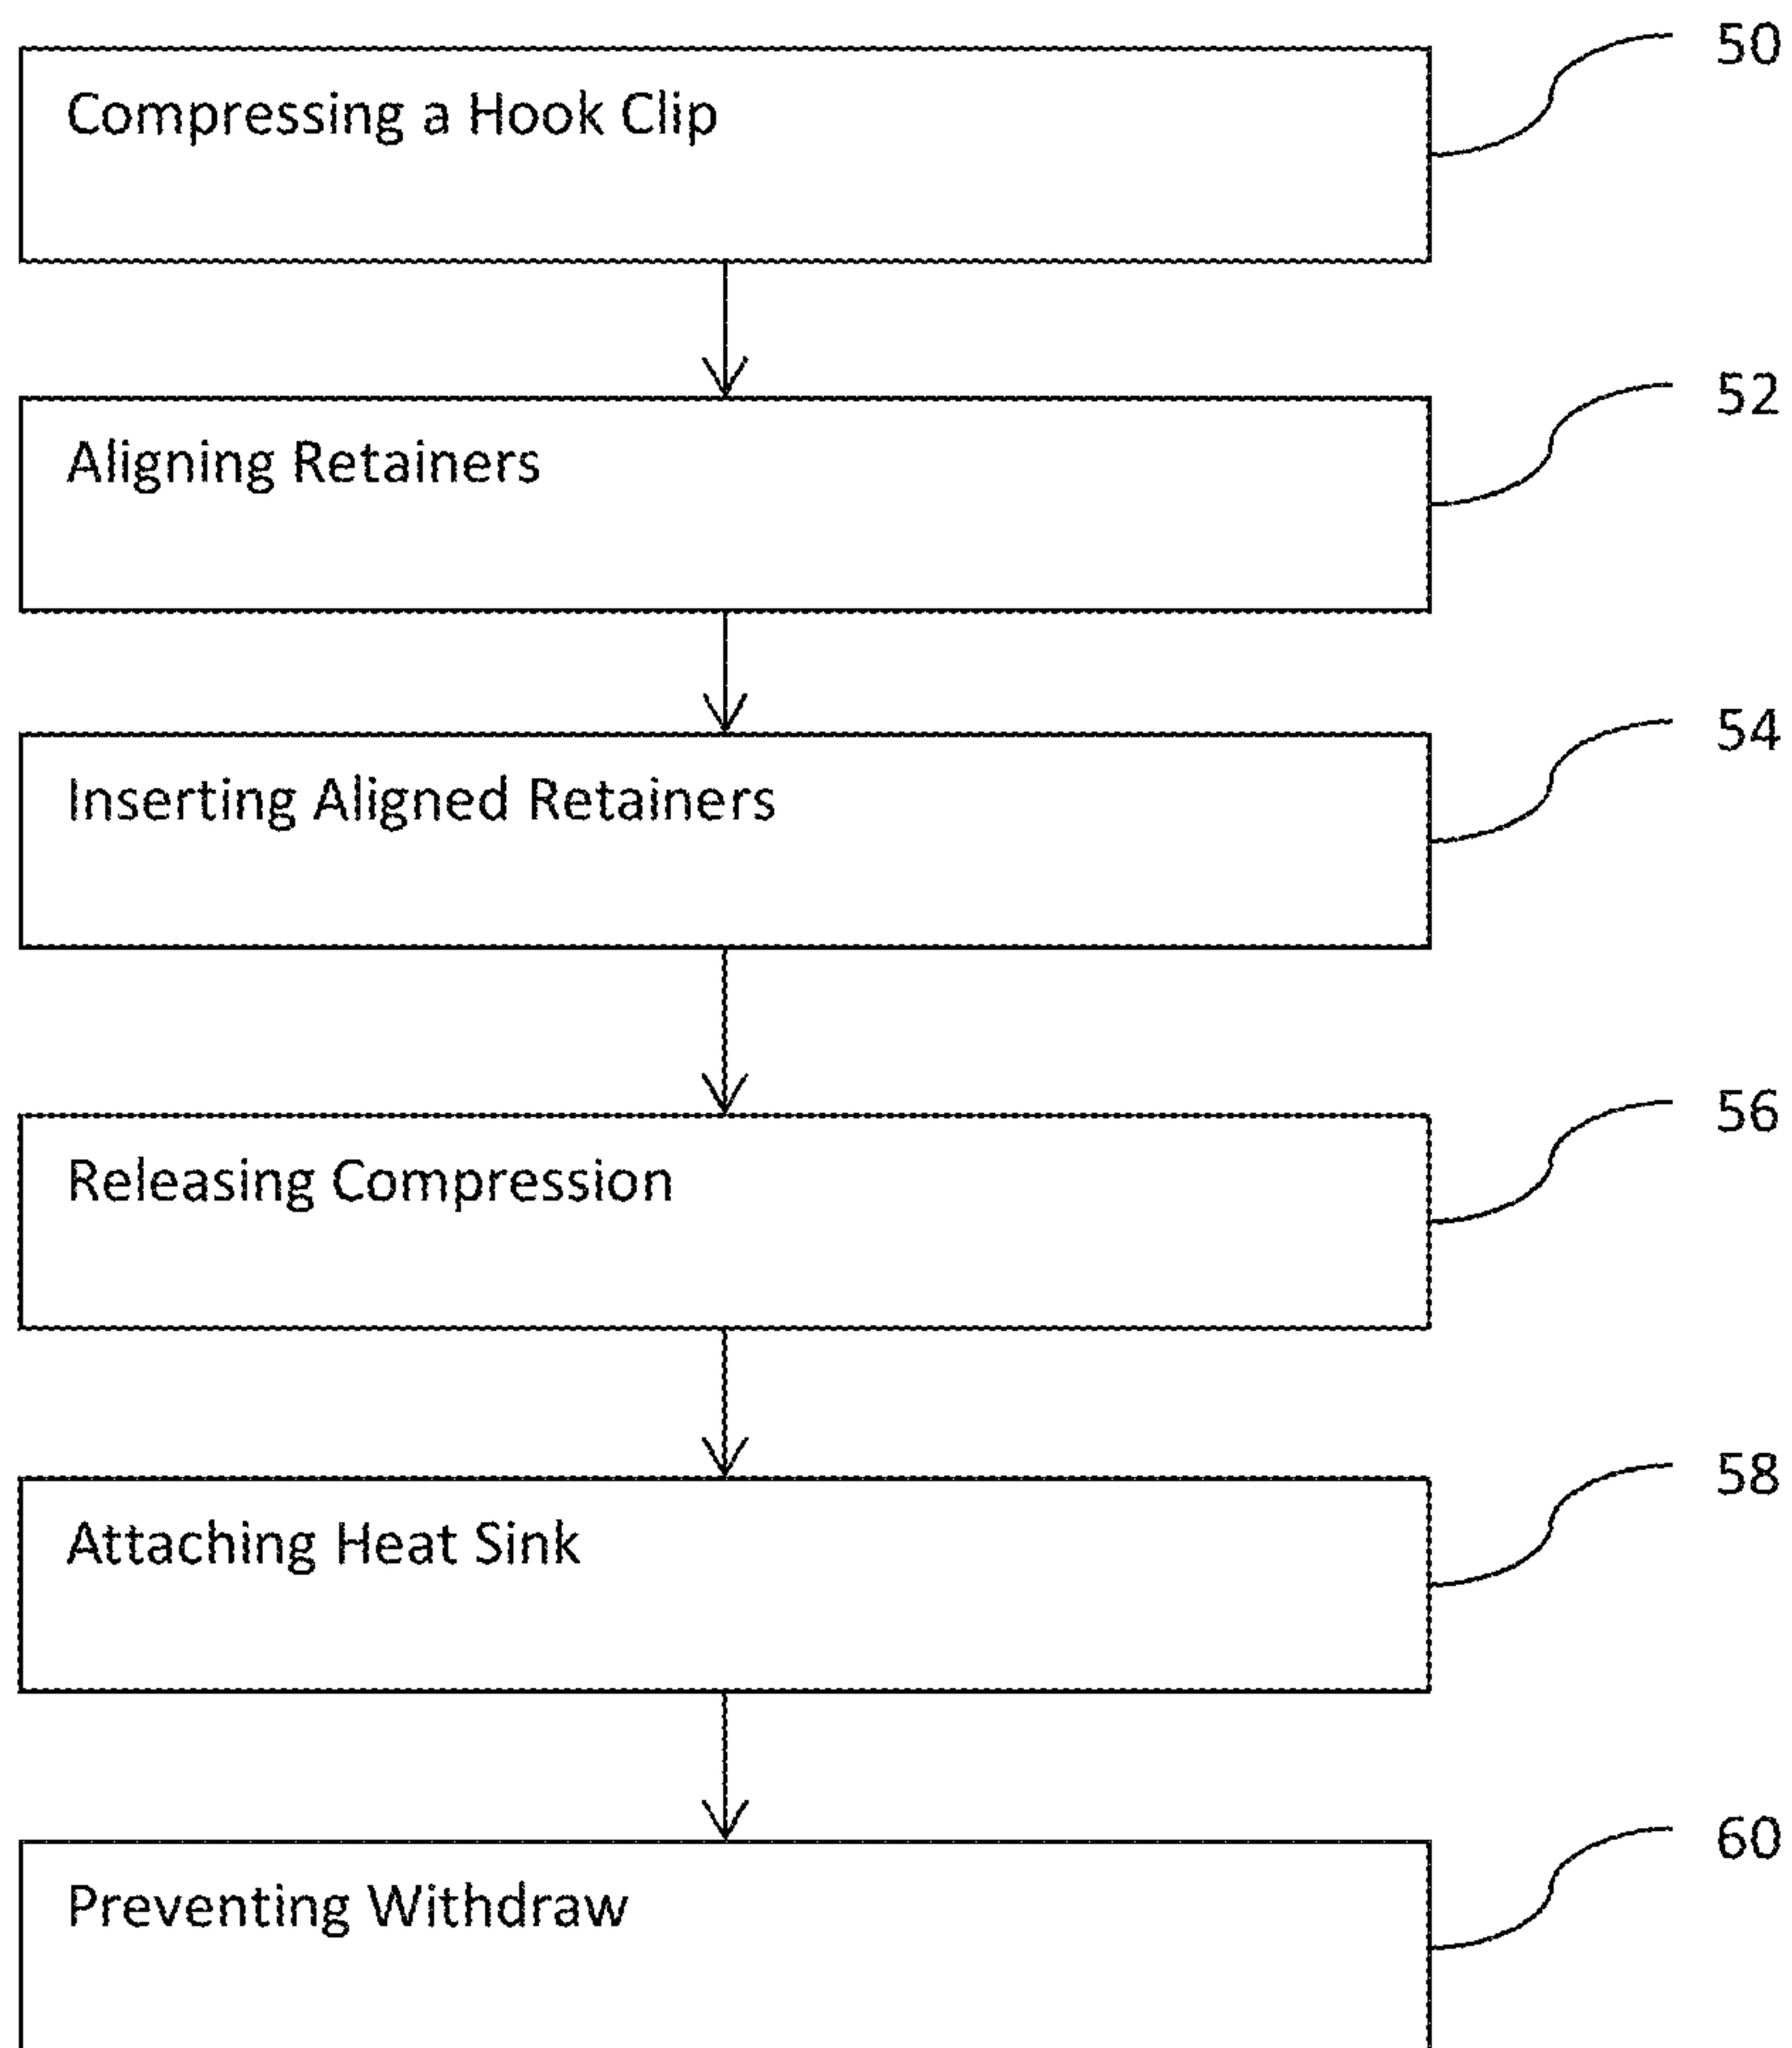 50
Compressing a Hook Clip
52
Aligning Retainers
54
Inserting Aligned Retainers
56
Releasing Compression
58
Attaching Heat Sink
60
Preventing Withdraw